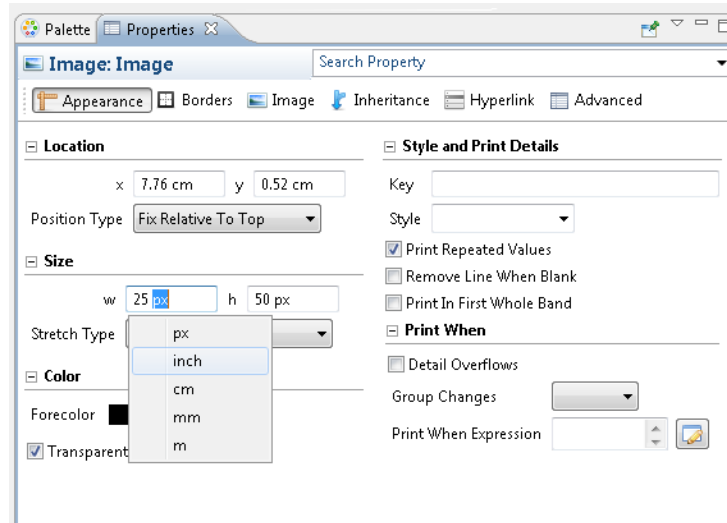 Palette Properties
Image: Image
Search Property
Appearance Borders Image Inheritance Hyperlink Advanced
Location
x 7.76 cm y 0.52 cm
Position Type Fix Relative To Top
Size
w 25 px h 50 px
Stretch Type
px
inch
cm
mm
m
Color
Forecolor
Transparent
Style and Print Details
Key
Style
Print Repeated Values
Remove Line When Blank
Print In First Whole Band
Print When
Detail Overflows
Group Changes
Print When Expression